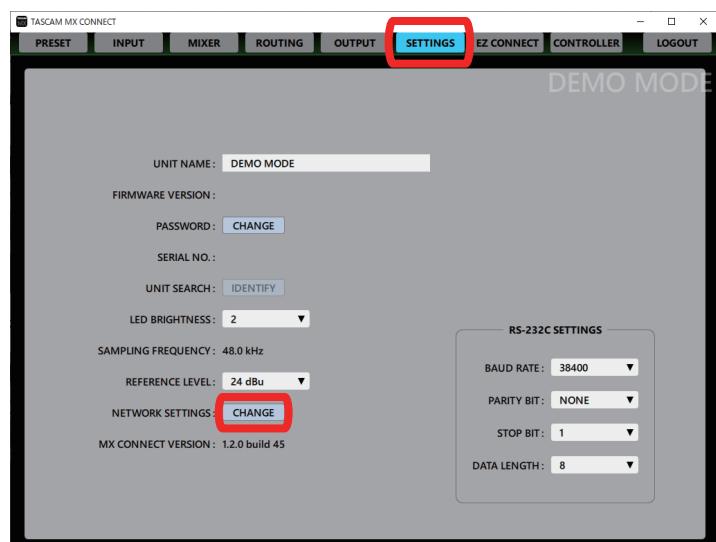 TASCAM MX CONNECT
PRESET INPUT MIXER ROUTING OUTPUT SETTINGS EZ CONNECT CONTROLLER LOGOUT
DEMO MODE
UNIT NAME : DEMO MODE
FIRMWARE VERSION :
PASSWORD : CHANGE
SERIAL NO. :
UNIT SEARCH : IDENTIFY
LED BRIGHTNESS : 2
SAMPLING FREQUENCY : 48.0 kHz
REFERENCE LEVEL : 24 dBu
NETWORK SETTINGS : CHANGE
MX CONNECT VERSION : 1.2.0 build 45
RS-232C SETTINGS
BAUD RATE : 38400
PARITY BIT : NONE
STOP BIT : 1
DATA LENGTH : 8